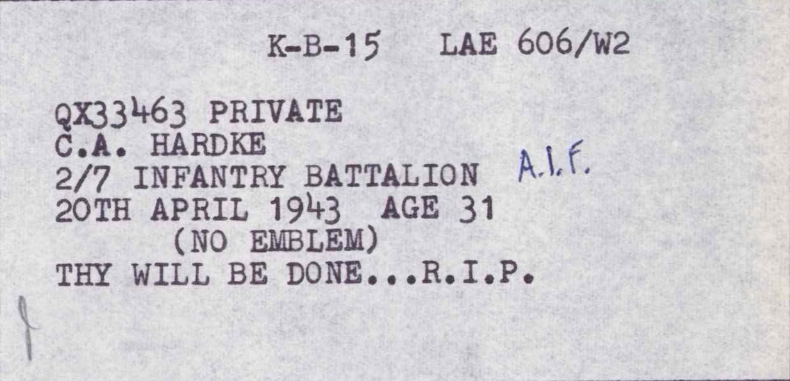 K-B-15 LAE 606/W2
QX33463 PRIVATE
C.A. HARDKE
2/7 INFANTRY BATTALION A.I.F.
20TH APRIL 1943 AGE 31
(NO EMBLEM)
THY WILL BE DONE...R.I.P.